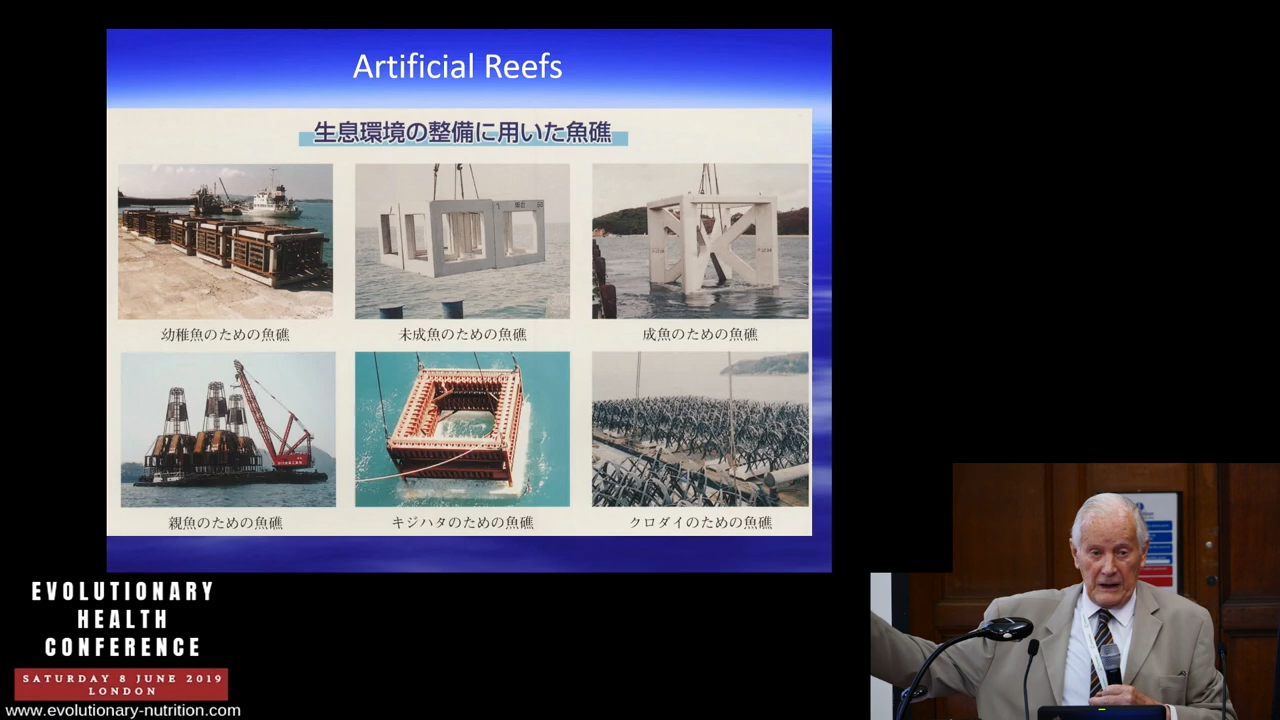 Artificial Reefs
生息環境の整備に用いた魚礁
幼稚魚のための魚礁
未成魚のための魚礁
成魚のための魚礁
親魚のための魚礁
キジハタのための魚礁
クロダイのための魚礁
EVOLUTIONARY
HEALTH
CONFERENCE
SATURDAY 8 JUNE 2019
LONDON
www.evolutionary-nutrition.com